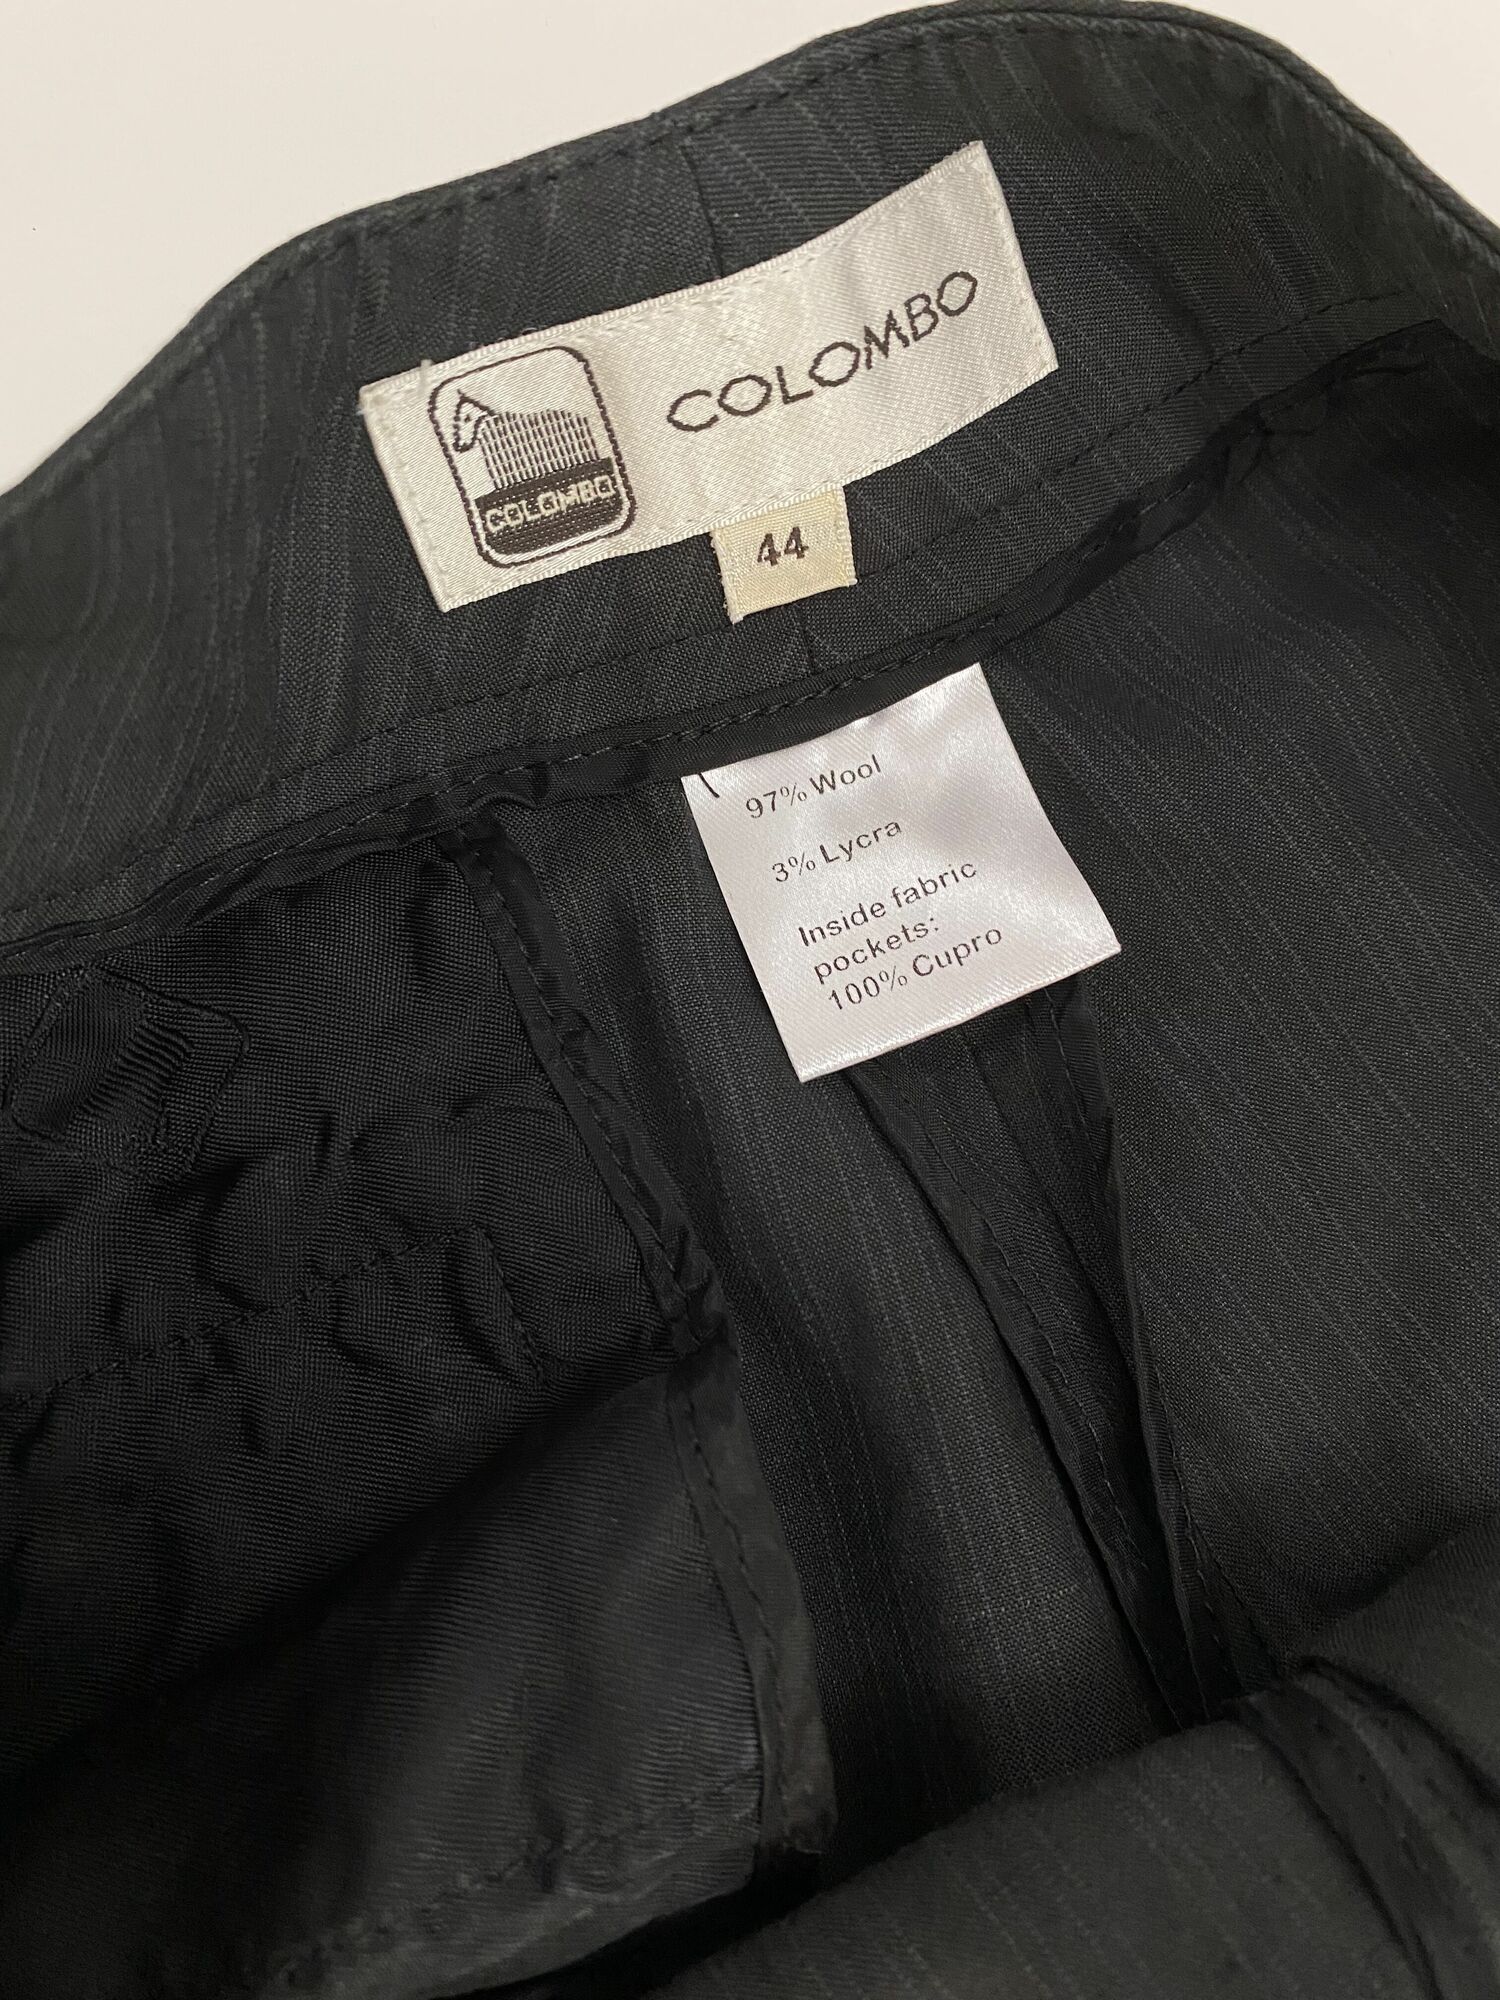 COLOMBO
COLOMBO
44
97% Wool
3% Lycra
Inside fabric
pockets:
100% Cupro